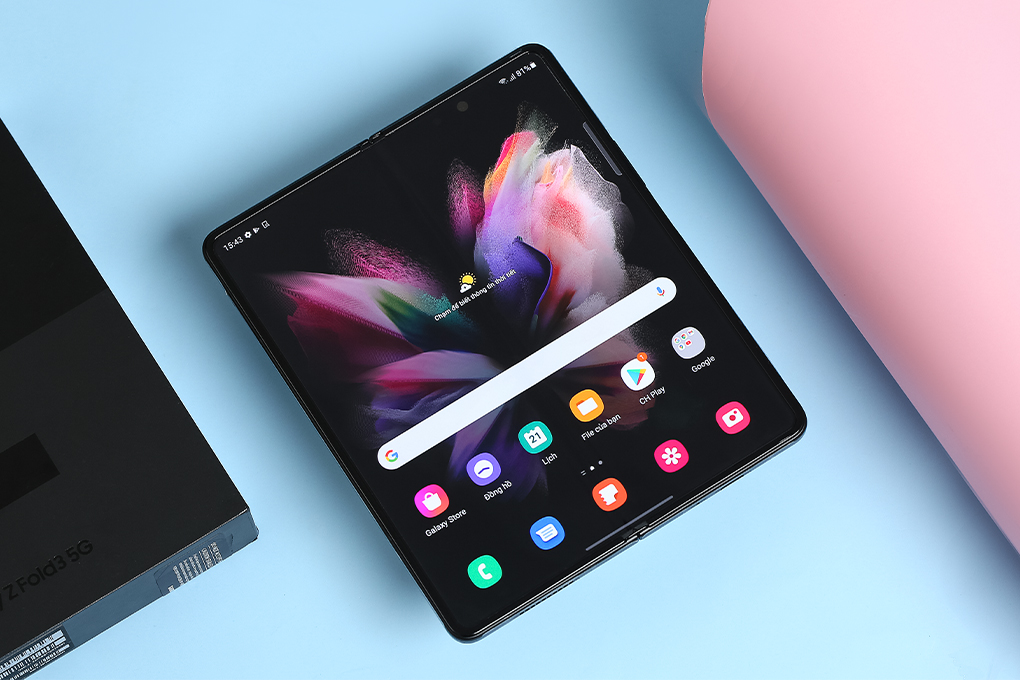 81%
15:43
Chạm để biết thông tin thời tiết
Google
CH Play
File của bạn
21
Lịch
Đồng hồ
Galaxy Store
Z Fold3 5G